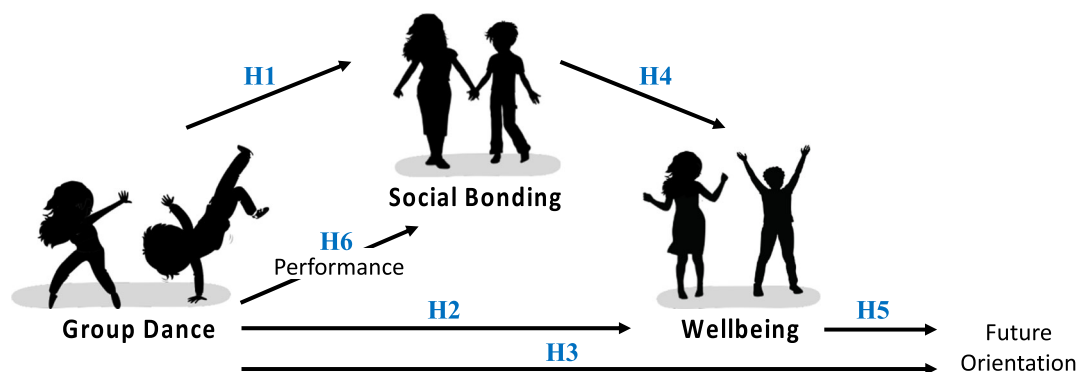 H1
H4
Social Bonding
H6
Performance
Group Dance
H2
Wellbeing
H5
Future
Orientation
H3